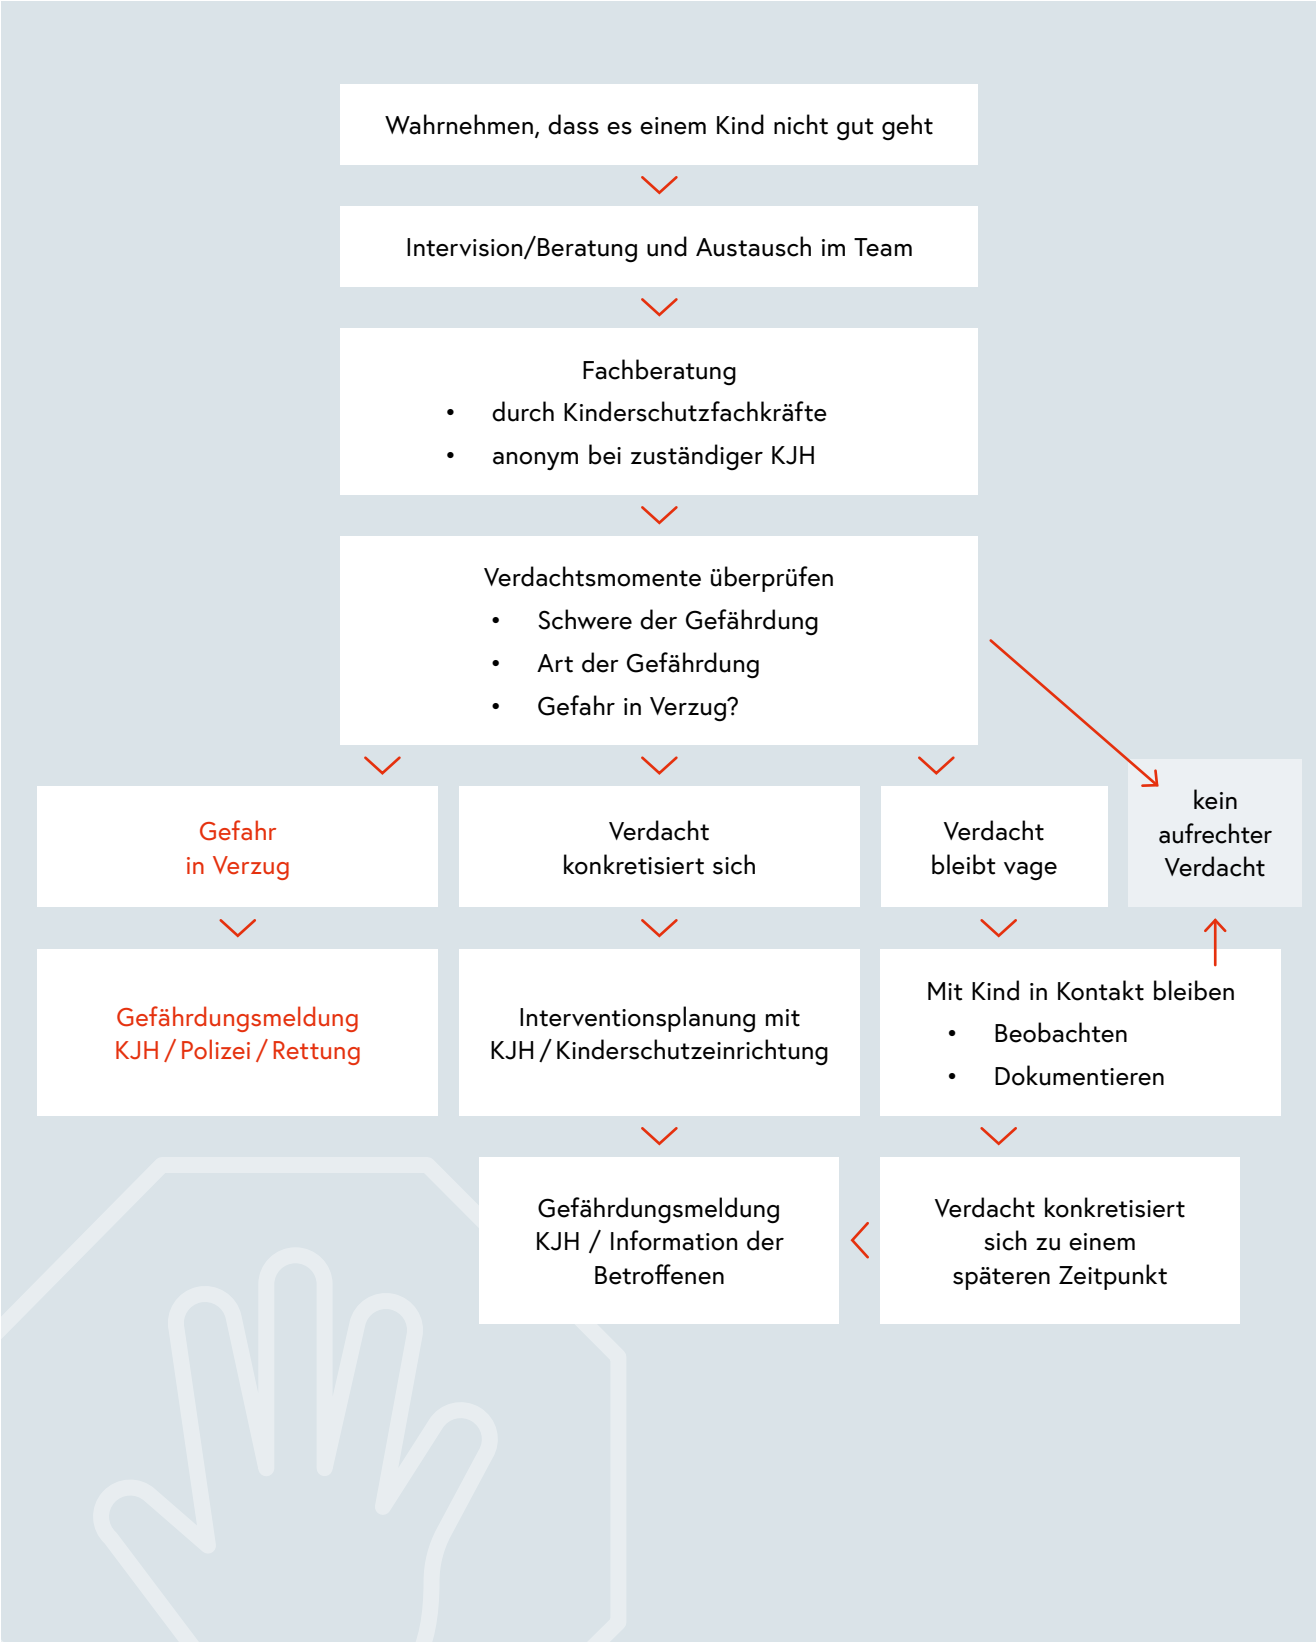 Wahrnehmen, dass es einem Kind nicht gut geht
Intervision/Beratung und Austausch im Team
Fachberatung
• durch Kinderschutzfachkräfte
• anonym bei zuständiger KJH
Verdachtsmomente überprüfen
• Schwere der Gefährdung
• Art der Gefährdung
• Gefahr in Verzug?
Gefahr
in Verzug
Verdacht
konkretisiert sich
Verdacht
bleibt vage
kein
aufrechter
Verdacht
Gefährdungsmeldung
KJH / Polizei / Rettung
Interventionsplanung mit
KJH / Kinderschutzeinrichtung
Mit Kind in Kontakt bleiben
• Beobachten
• Dokumentieren
Gefährdungsmeldung
KJH / Information der
Betroffenen
Verdacht konkretisiert
sich zu einem
späteren Zeitpunkt